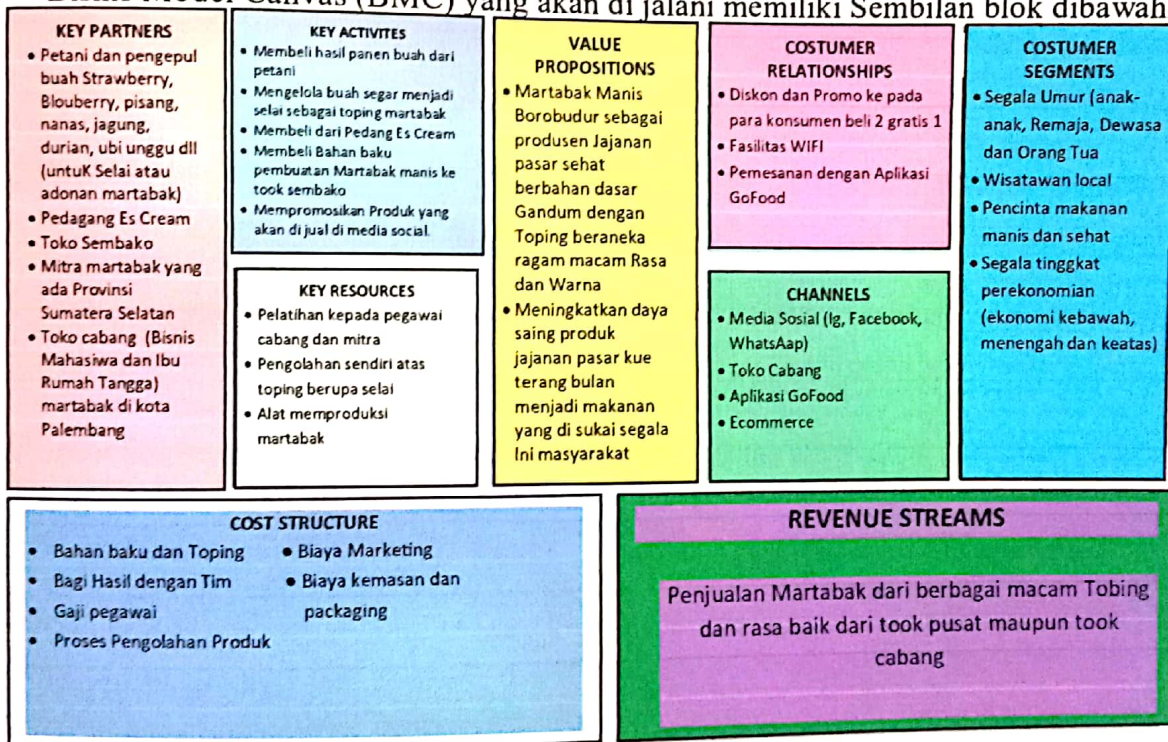 Bisnis Model Canvas (BMC) yang akan di jalani memiliki Sembilan blok dibawah
KEY PARTNERS
• Petani dan pengepul
buah Strawberry,
Blouberry, pisang,
nanas, jagung,
durian, ubi unggu dll
(untuK Selai atau
adonan martabak)
• Pedagang Es Cream
• Toko Sembako
• Mitra martabak yang
ada Provinsi
Sumatera Selatan
• Toko cabang (Bisnis
Mahasiwa dan Ibu
Rumah Tangga)
martabak di kota
Palembang
KEY ACTIVITES
• Membeli hasil panen buah dari
petani
• Mengelola buah segar menjadi
selai sebagai toping martabak
• Membeli dari Pedang Es Cream
• Membeli Bahan baku
pembuatan Martabak manis ke
took sembako
• Mempromosikan Produk yang
akan di jual di media social.
KEY RESOURCES
• Pelatihan kepada pegawai
cabang dan mitra
• Pengolahan sendiri atas
toping berupa selai
• Alat memproduksi
martabak
VALUE
PROPOSITIONS
• Martabak Manis
Borobudur sebagai
produsen Jajanan
pasar sehat
berbahan dasar
Gandum dengan
Toping beraneka
ragam macam Rasa
dan Warna
• Meningkatkan daya
saing produk
jajanan pasar kue
terang bulan
menjadi makanan
yang di sukai segala
Ini masyarakat
COSTUMER
RELATIONSHIPS
• Diskon dan Promo ke pada
para konsumen beli 2 gratis 1
• Fasilitas WIFI
• Pemesanan dengan Aplikasi
GoFood
CHANNELS
• Media Sosial (Ig, Facebook,
WhatsAap)
• Toko Cabang
• Aplikasi GoFood
• Ecommerce
COSTUMER
SEGMENTS
• Segala Umur (anak-
anak, Remaja, Dewasa
dan Orang Tua
• Wisatawan local
• Pencinta makanan
manis dan sehat
• Segala tinggkat
perekonomian
(ekonomi kebawah,
menengah dan keatas)
COST STRUCTURE
• Bahan baku dan Toping
• Bagi Hasil dengan Tim
• Gaji pegawai
• Proses Pengolahan Produk
• Biaya Marketing
• Biaya kemasan dan
packaging
REVENUE STREAMS
Penjualan Martabak dari berbagai macam Tobing
dan rasa baik dari took pusat maupun took
cabang